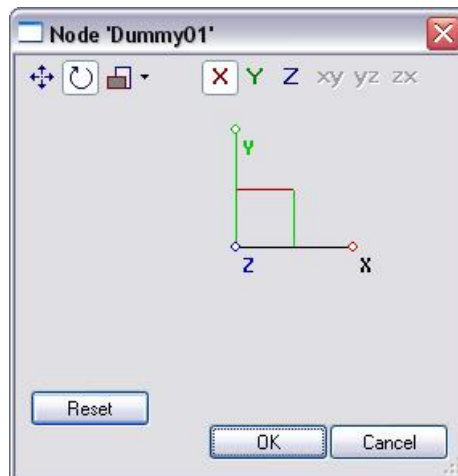 Node 'Dummy01'
X Y Z xy yz zx
Y
Z X
Reset
OK Cancel